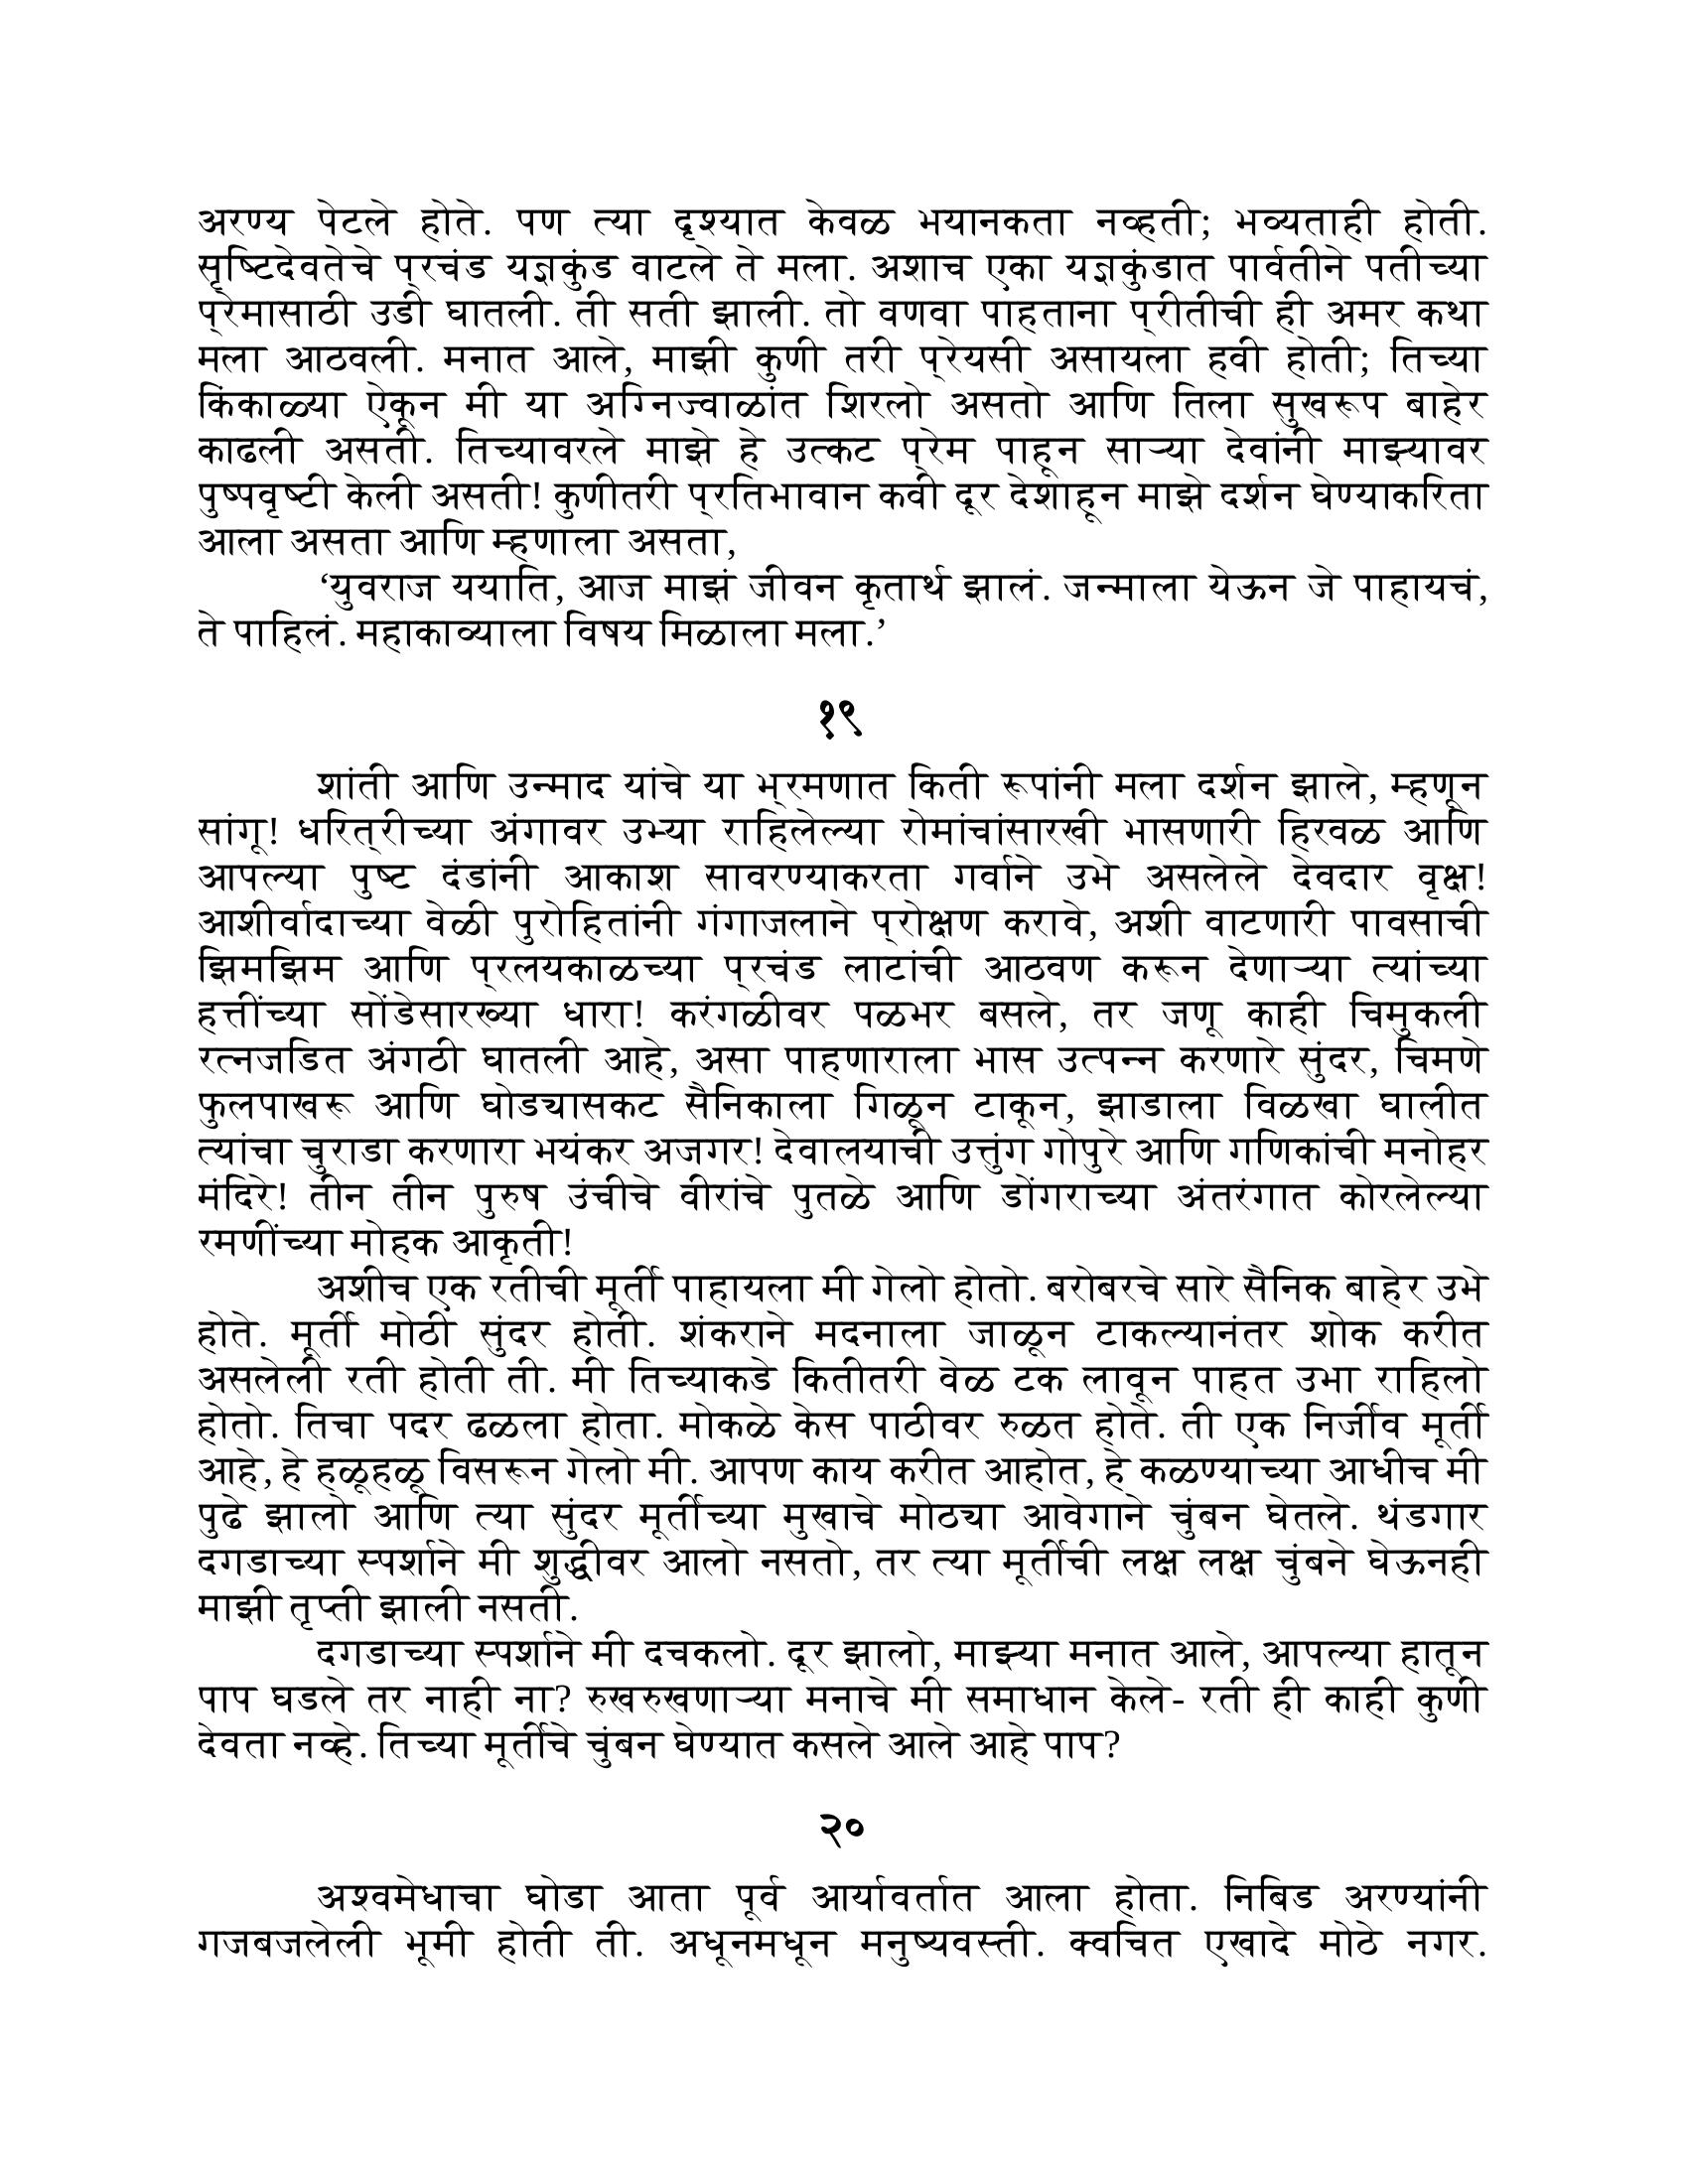 अरण्य पेटले होते. पण त्या दृश्यात केवळ भयानकता नव्हती; भव्यताही होती.
सृष्टिदेवतेचे प्रचंड यज्ञकुंड वाटले ते मला. अशाच एका यज्ञकुंडात पार्वतीने पतीच्या
प्रेमासाठी उडी घातली. ती सती झाली. तो वणवा पाहताना प्रीतीची ही अमर कथा
मला आठवली. मनात आले, माझी कुणी तरी प्रेयसी असायला हवी होती; तिच्या
किंकाळ्या ऐकून मी या अग्निज्वाळांत शिरलो असतो आणि तिला सुखरूप बाहेर
काढली असती. तिच्यावरले माझे हे उत्कट प्रेम पाहून साऱ्या देवांनी माझ्यावर
पुष्पवृष्टी केली असती! कुणीतरी प्रतिभावान कवी दूर देशाहून माझे दर्शन घेण्याकरिता
आला असता आणि म्हणाला असता,
‘युवराज ययाति, आज माझं जीवन कृतार्थ झालं. जन्माला येऊन जे पाहायचं,
ते पाहिलं. महाकाव्याला विषय मिळाला मला.’
१९
शांती आणि उन्माद यांचे या भ्रमणात किती रूपांनी मला दर्शन झाले, म्हणून
सांगू! धरित्रीच्या अंगावर उभ्या राहिलेल्या रोमांचांसारखी भासणारी हिरवळ आणि
आपल्या पुष्ट दंडांनी आकाश सावरण्याकरता गर्वाने उभे असलेले देवदार वृक्ष!
आशीर्वादाच्या वेळी पुरोहितांनी गंगाजलाने प्रोक्षण करावे, अशी वाटणारी पावसाची
झिमझिम आणि प्रलयकाळच्या प्रचंड लाटांची आठवण करून देणाऱ्या त्यांच्या
हत्तींच्या सोंडेसारख्या धारा! करंगळीवर पळभर बसले, तर जणू काही चिमुकली
रत्नजडित अंगठी घातली आहे, असा पाहणाराला भास उत्पन्न करणारे सुंदर, चिमणे
फुलपाखरू आणि घोड्यासकट सैनिकाला गिळून टाकून, झाडाला विळखा घालीत
त्यांचा चुराडा करणारा भयंकर अजगर! देवालयाची उत्तुंग गोपुरे आणि गणिकांची मनोहर
मंदिरे! तीन तीन पुरुष उंचीचे वीरांचे पुतळे आणि डोंगराच्या अंतरंगात कोरलेल्या
रमणींच्या मोहक आकृती!
अशीच एक रतीची मूर्ती पाहायला मी गेलो होतो. बरोबरचे सारे सैनिक बाहेर उभे
होते. मूर्ती मोठी सुंदर होती. शंकराने मदनाला जाळून टाकल्यानंतर शोक करीत
असलेली रती होती ती. मी तिच्याकडे कितीतरी वेळ टक लावून पाहत उभा राहिलो
होतो. तिचा पदर ढळला होता. मोकळे केस पाठीवर रुळत होते. ती एक निर्जीव मूर्ती
आहे, हे हळूहळू विसरून गेलो मी. आपण काय करीत आहोत, हे कळण्याच्या आधीच मी
पुढे झालो आणि त्या सुंदर मूर्तीच्या मुखाचे मोठ्या आवेगाने चुंबन घेतले. थंडगार
दगडाच्या स्पर्शाने मी शुद्धीवर आलो नसतो, तर त्या मूर्तीची लक्ष लक्ष चुंबने घेऊनही
माझी तृप्ती झाली नसती.
दगडाच्या स्पर्शाने मी दचकलो. दूर झालो, माझ्या मनात आले, आपल्या हातून
पाप घडले तर नाही ना? रुखरुखणाऱ्या मनाचे मी समाधान केले- रती ही काही कुणी
देवता नव्हे. तिच्या मूर्तीचे चुंबन घेण्यात कसले आले आहे पाप?
२०
अश्वमेधाचा घोडा आता पूर्व आर्यावर्तात आला होता. निबिड अरण्यांनी
गजबजलेली भूमी होती ती. अधूनमधून मनुष्यवस्ती. क्वचित एखादे मोठे नगर.